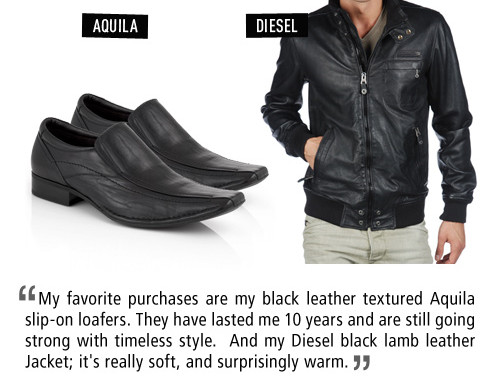 AQUILA
DIESEL
“My favorite purchases are my black leather textured Aquila
slip-on loafers. They have lasted me 10 years and are still going
strong with timeless style.  And my Diesel black lamb leather
Jacket; it's really soft, and surprisingly warm. ”